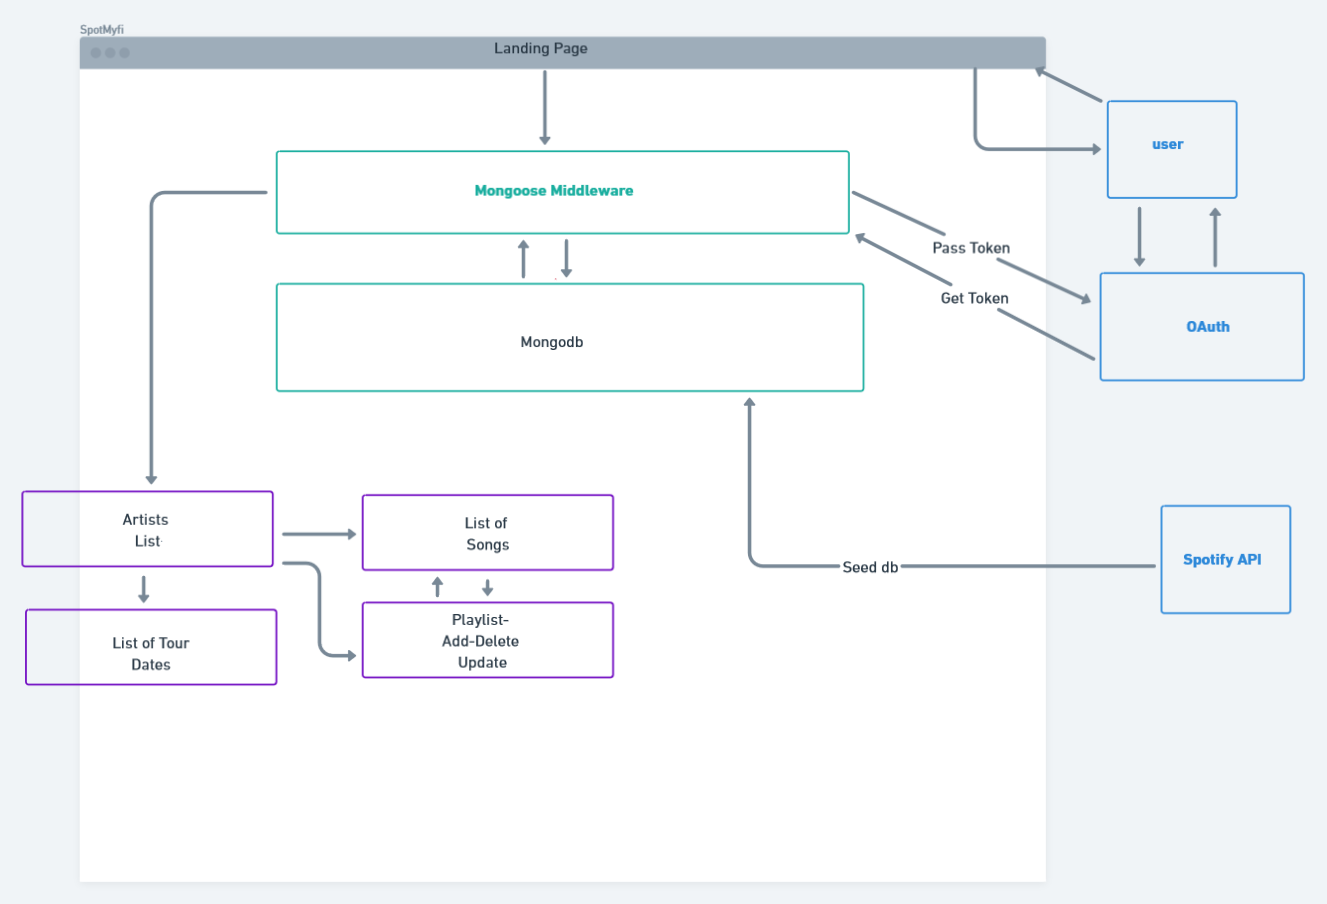 SpotMyfi
Landing Page
user
Mongoose Middleware
Pass Token
Get Token
OAuth
Mongodb
Artists
List
List of
Songs
Seed db
Spotify API
List of Tour
Dates
Playlist-
Add-Delete
Update